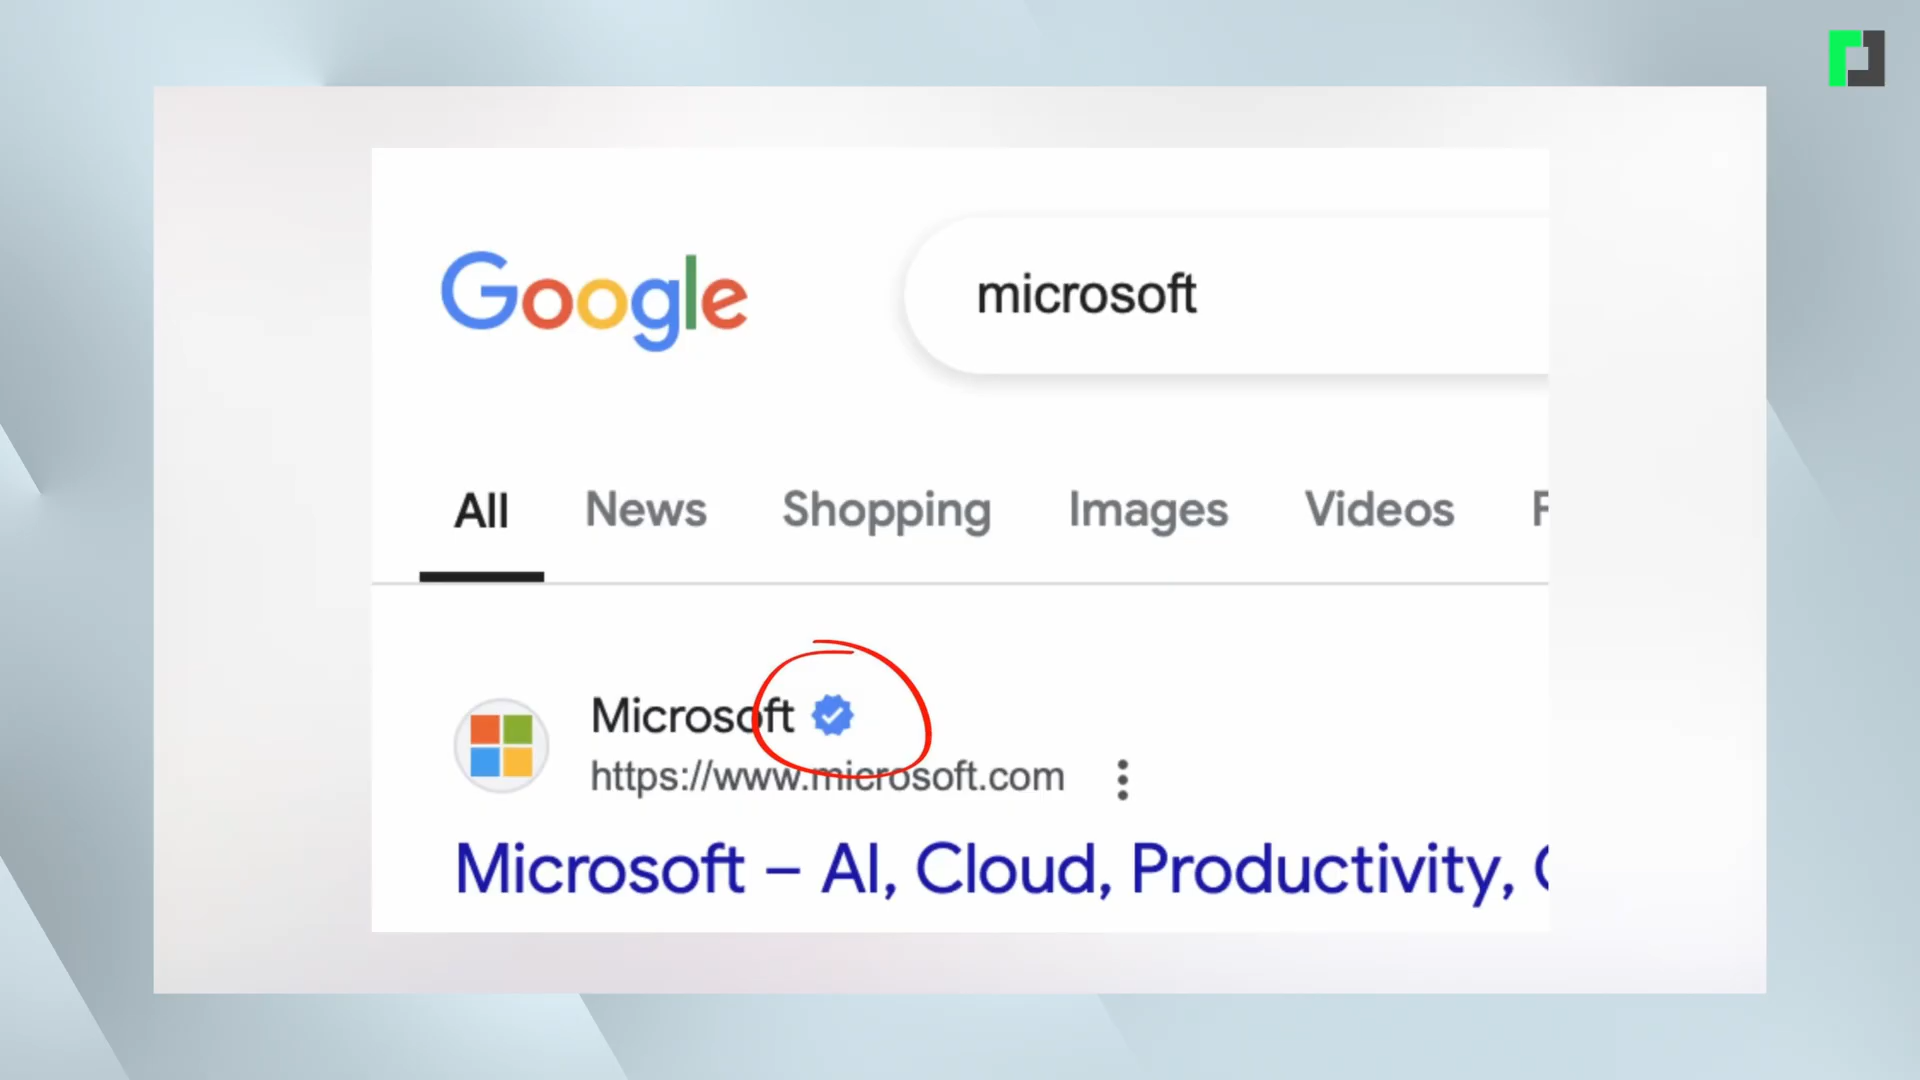 Google
microsoft
All News Shopping Images Videos
Microsoft
https://www.microsoft.com
Microsoft – AI, Cloud, Productivity,